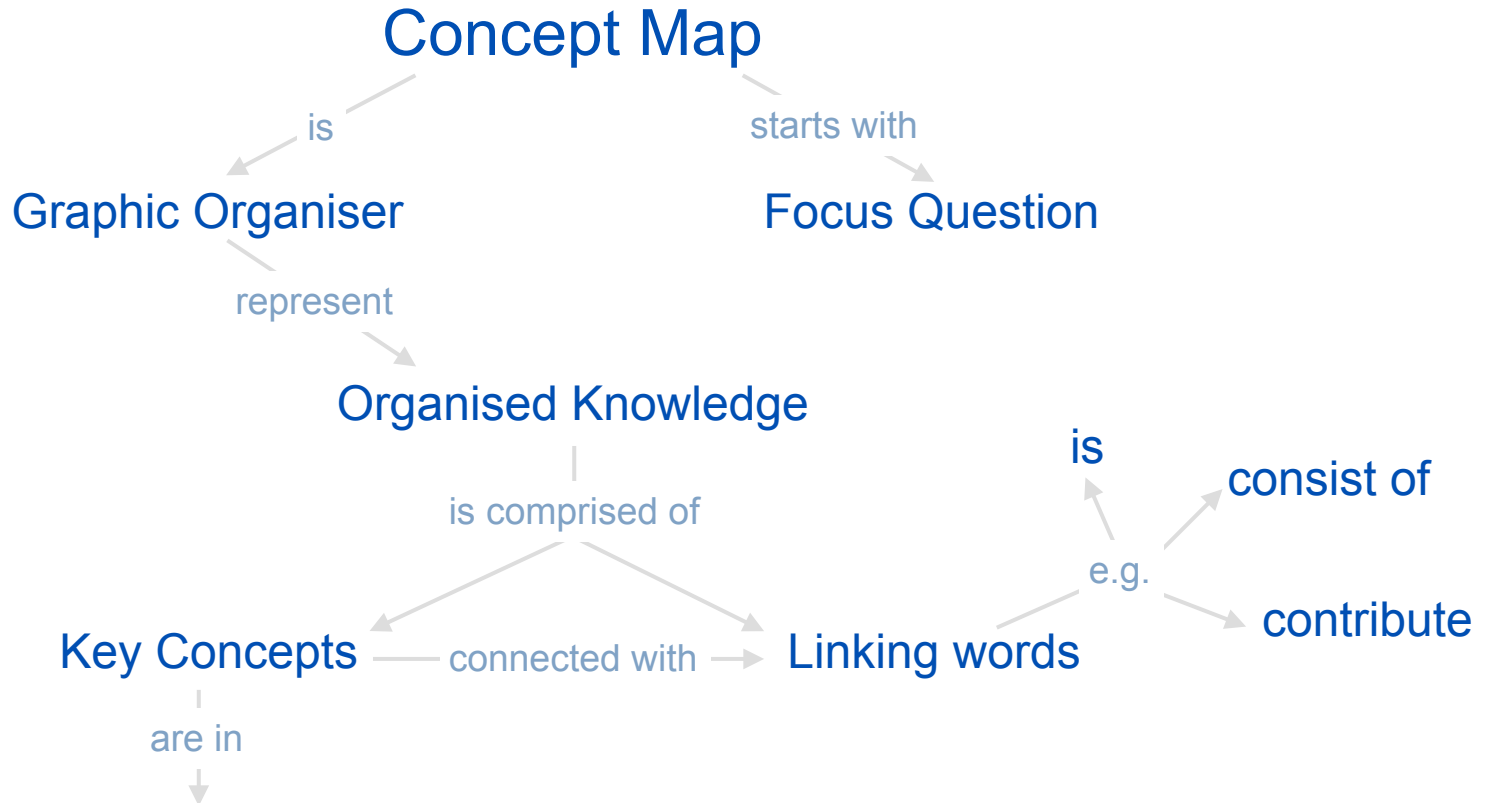 Concept Map
is
starts with
Graphic Organiser
Focus Question
represent
Organised Knowledge
is
consist of
is comprised of
e.g.
contribute
Key Concepts
connected with
Linking words
are in